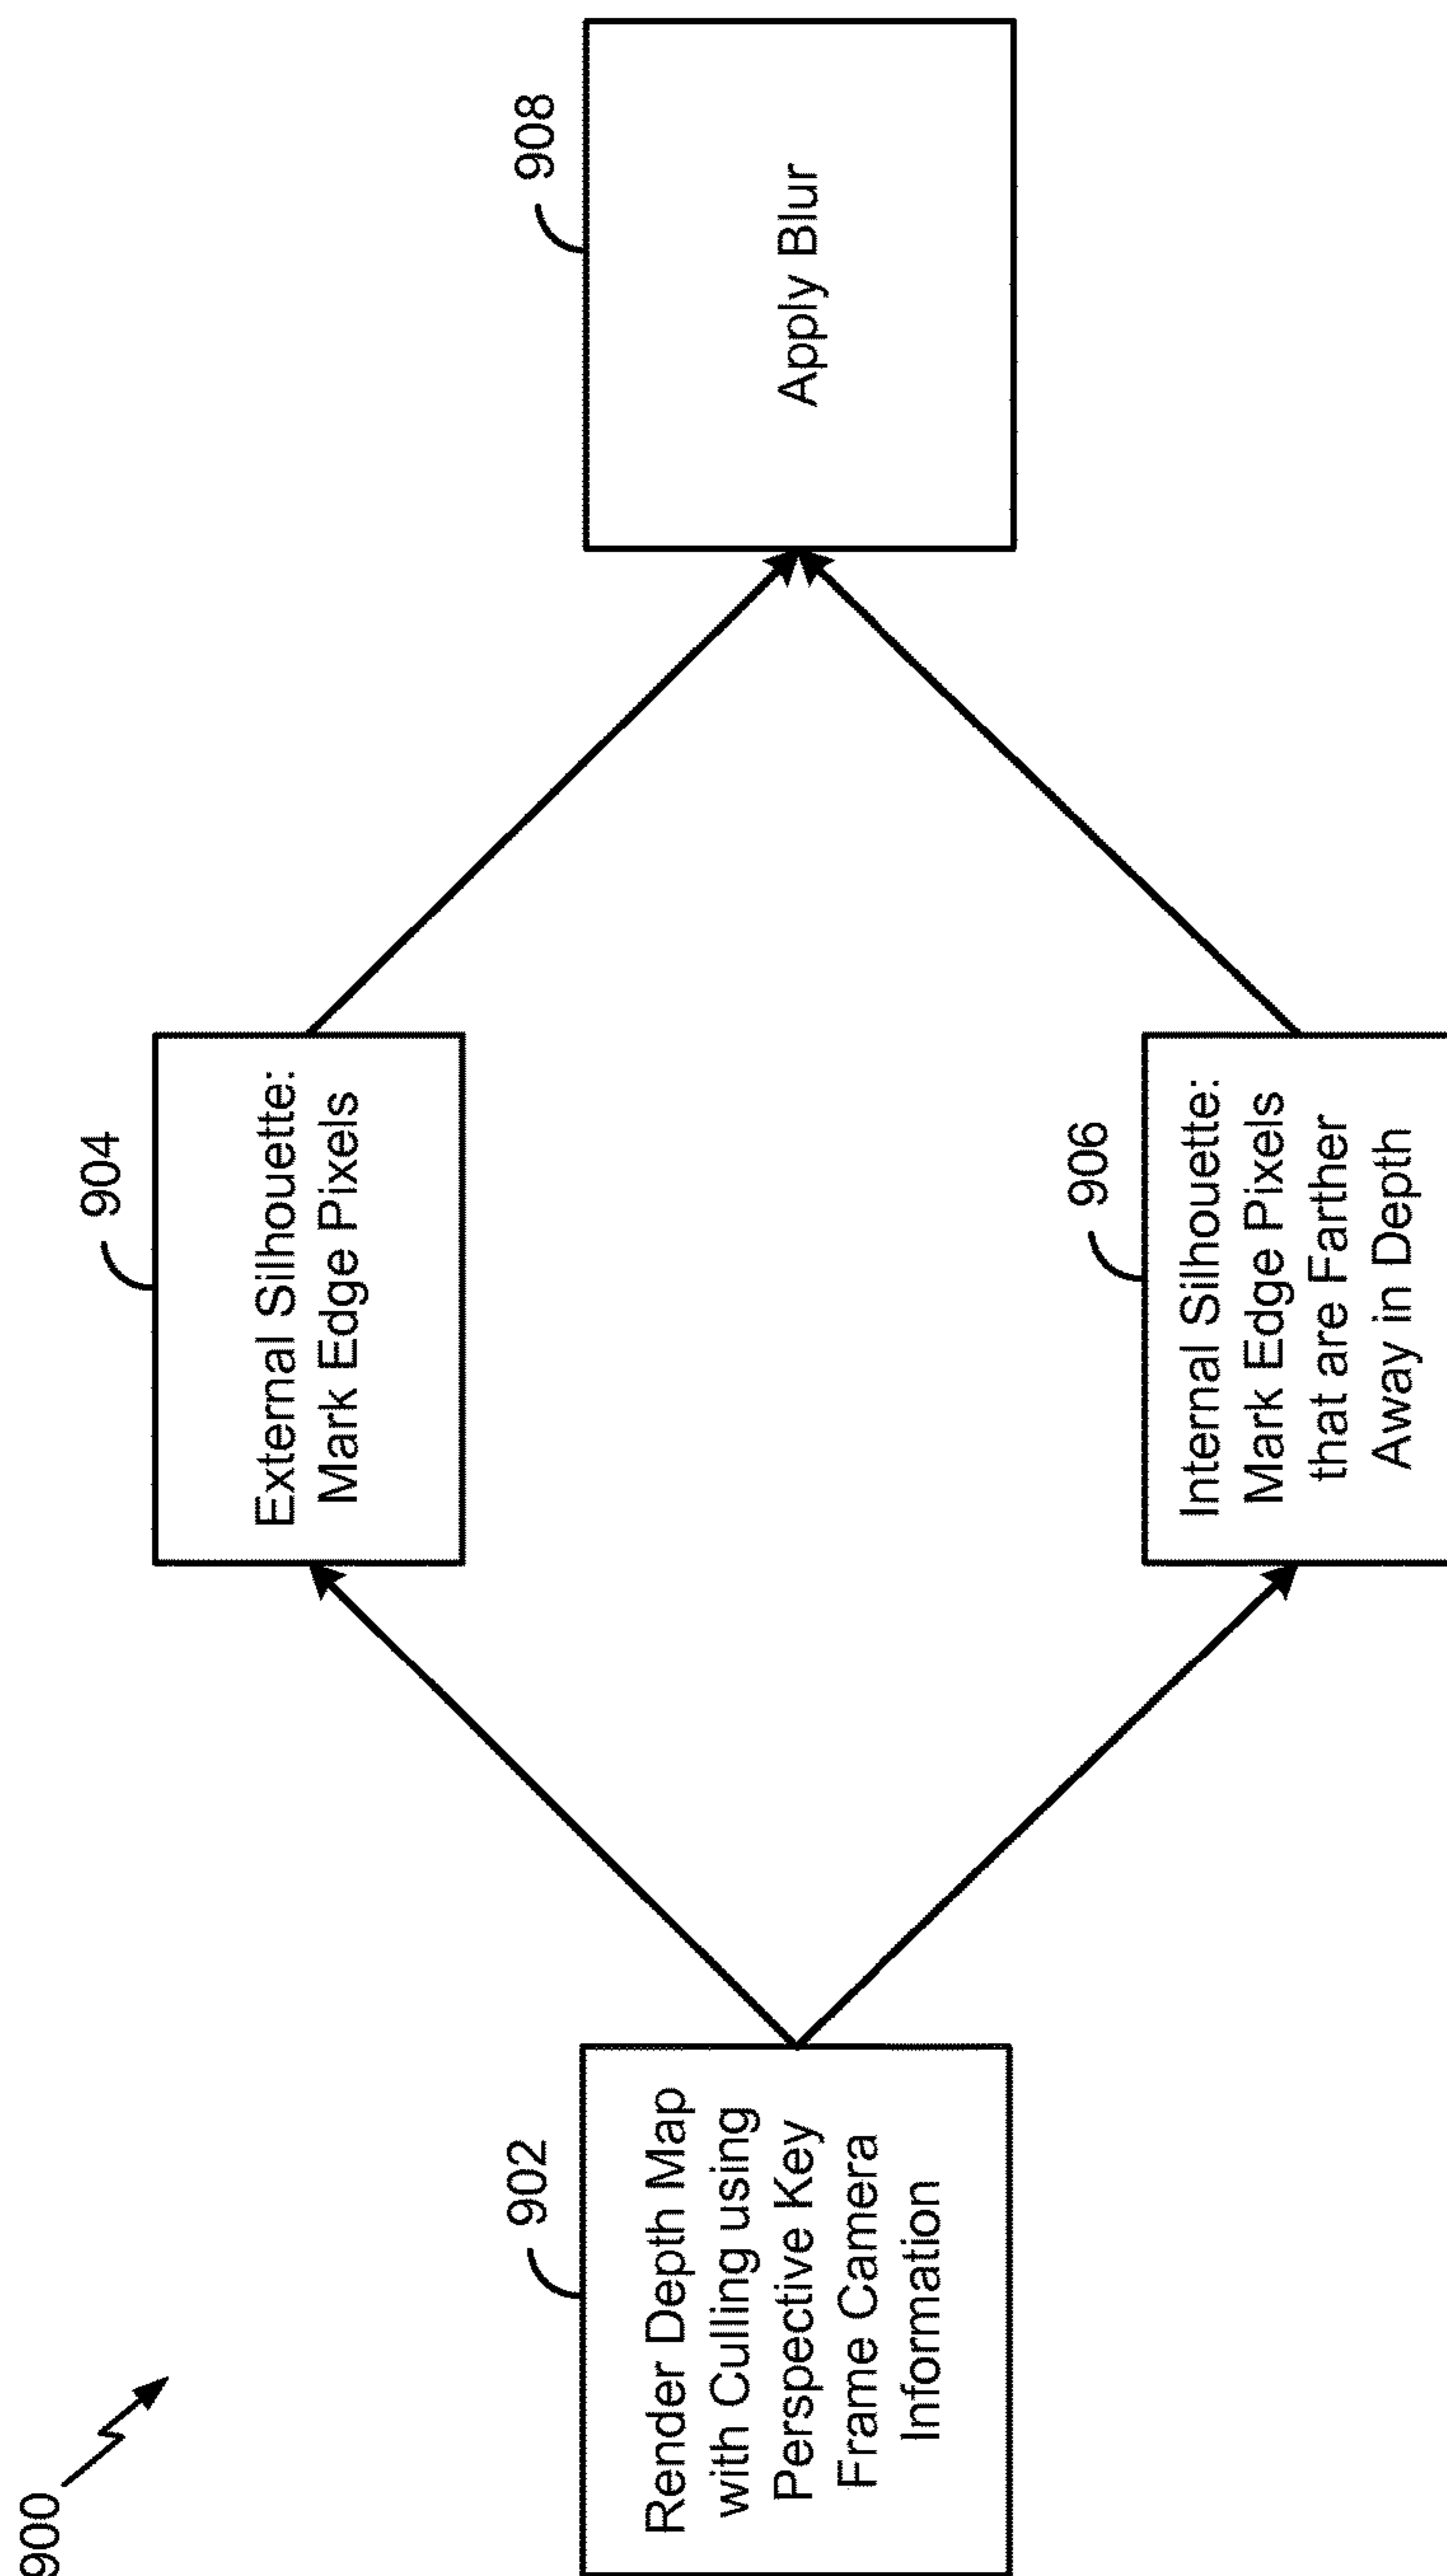 900
902
Render Depth Map
with Culling using
Perspective Key
Frame Camera
Information
904
External Silhouette:
Mark Edge Pixels
906
Internal Silhouette:
Mark Edge Pixels
that are Farther
Away in Depth
908
Apply Blur